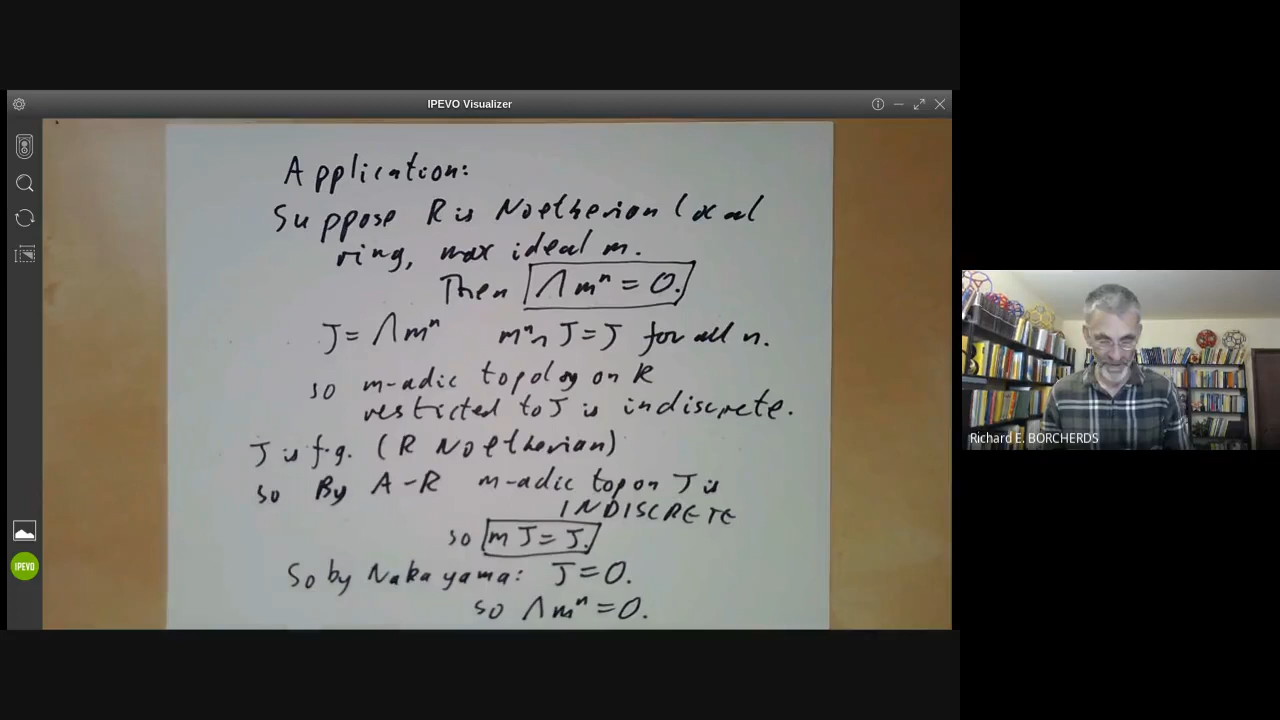 IPEVO Visualizer
Application:
Suppose R is Noetherian local
ring, max ideal m.
Then ⋂ mⁿ = 0.
J = ⋂ mⁿ mⁿ ∩ J = J for all n.
so m-adic topology on R
restricted to J is indiscrete.
J is f.g. (R Noetherian)
so By A-R m-adic top on J is
INDISCRETE
so m J = J.
So by Nakayama: J = 0.
so ⋂ mⁿ = 0.
IPEVO
Richard E. BORCHERDS